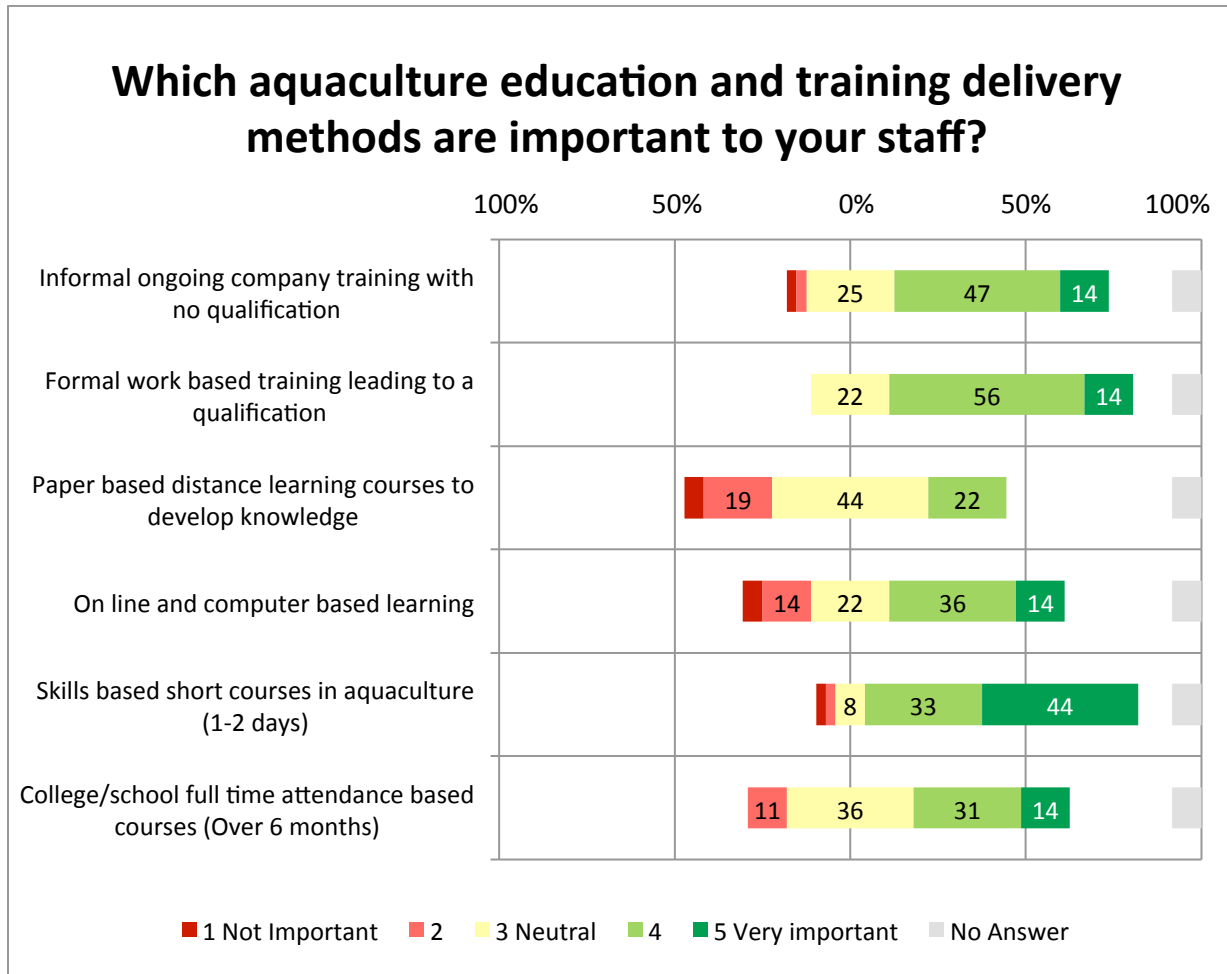 Which aquaculture education and training delivery
methods are important to your staff?
100% 50% 0% 50% 100%
Informal ongoing company training with
no qualification
25 47 14
Formal work based training leading to a
qualification
22 56 14
Paper based distance learning courses to
develop knowledge
19 44 22
On line and computer based learning
14 22 36 14
Skills based short courses in aquaculture
(1-2 days)
8 33 44
College/school full time attendance based
courses (Over 6 months)
11 36 31 14
1 Not Important 2 3 Neutral 4 5 Very important No Answer